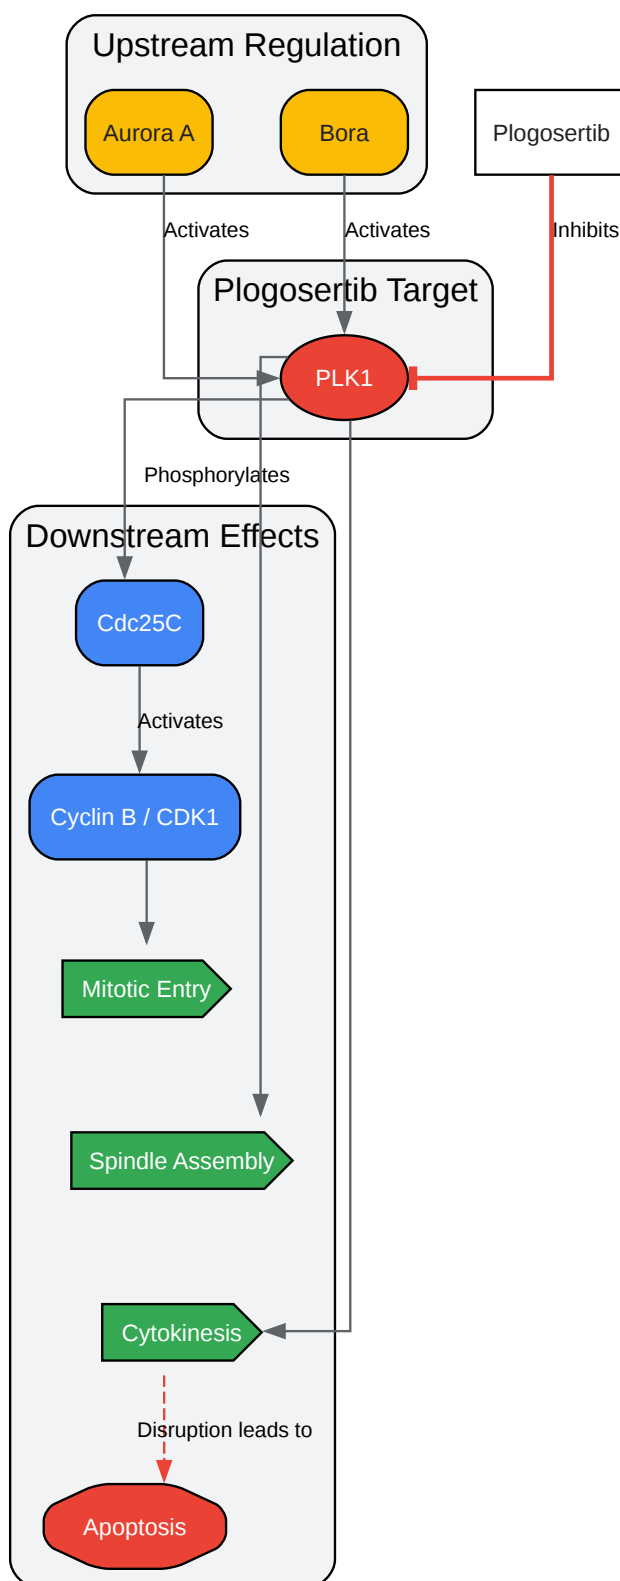 Upstream Regulation
Aurora A
Bora
Plogosertib
Activates
Activates
Inhibits
Plogosertib Target
PLK1
Phosphorylates
Downstream Effects
Cdc25C
Activates
Cyclin B / CDK1
Mitotic Entry
Spindle Assembly
Cytokinesis
Disruption leads to
Apoptosis